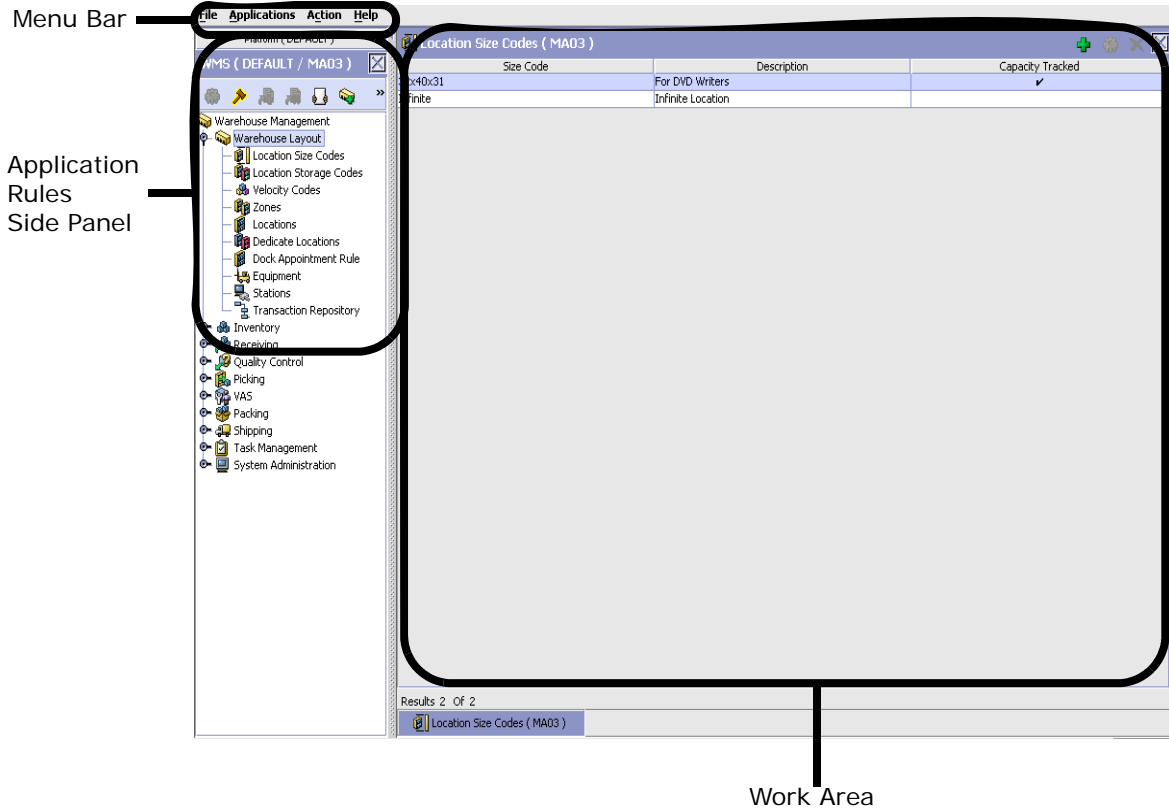 Menu Bar
File Applications Action Help
Platform ( DEFAULT )
WMS ( DEFAULT / MA03 )
»
Warehouse Management
Warehouse Layout
Location Size Codes
Location Storage Codes
Velocity Codes
Zones
Locations
Dedicate Locations
Dock Appointment Rule
Equipment
Stations
Transaction Repository
Inventory
Receiving
Quality Control
Picking
VAS
Packing
Shipping
Task Management
System Administration
Application
Rules
Side Panel
Location Size Codes ( MA03 )
Size Code Description Capacity Tracked
For DVD Writers ✔
Infinite Location
Results 2 Of 2
Location Size Codes ( MA03 )
Work Area